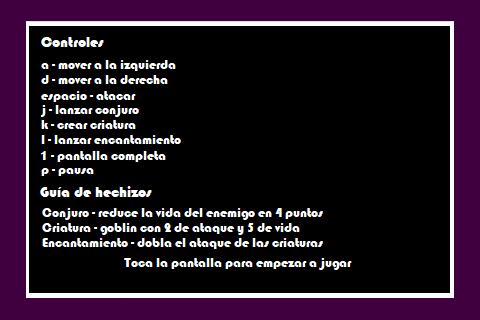 Controles
a - mover a la izquierda
d - mover a la derecha
espacio - atacar
j - lanzar conjuro
k - crear criatura
l - lanzar encantamiento
1 - pantalla completa
p - pausa
Guía de hechizos
Conjuro - reduce la vida del enemigo en 4 puntos
Criatura - goblin con 2 de ataque y 5 de vida
Encantamiento - dobla el ataque de las criaturas
Toca la pantalla para empezar a jugar